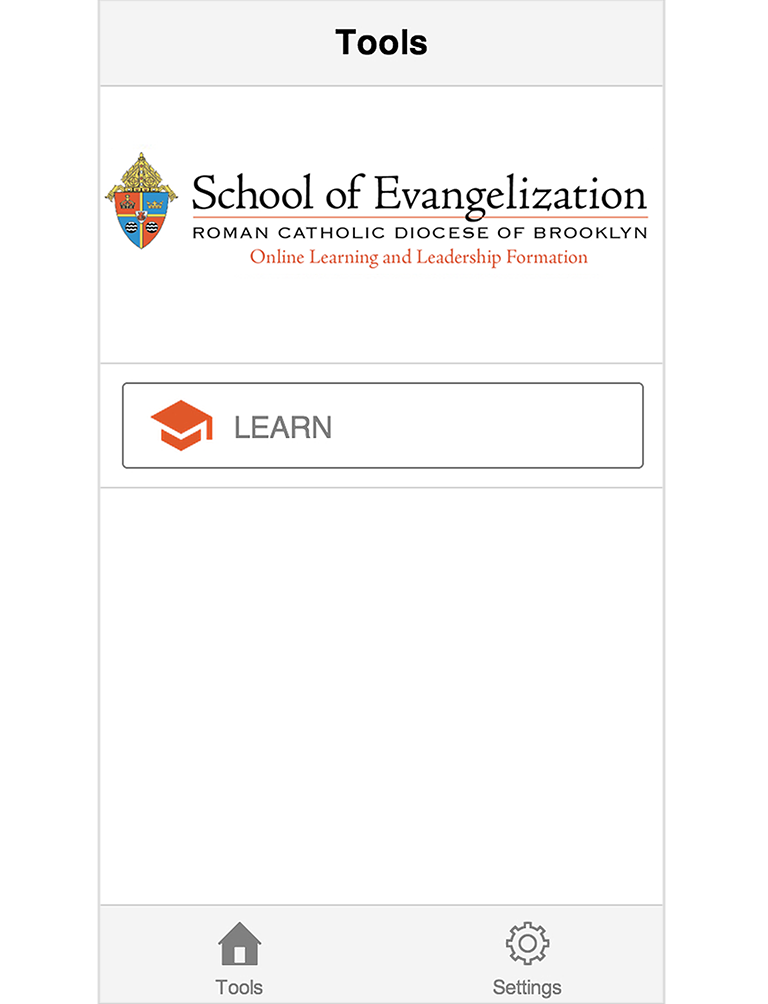 Tools
School of Evangelization
ROMAN CATHOLIC DIOCESE OF BROOKLYN
Online Learning and Leadership Formation
LEARN
Tools
Settings